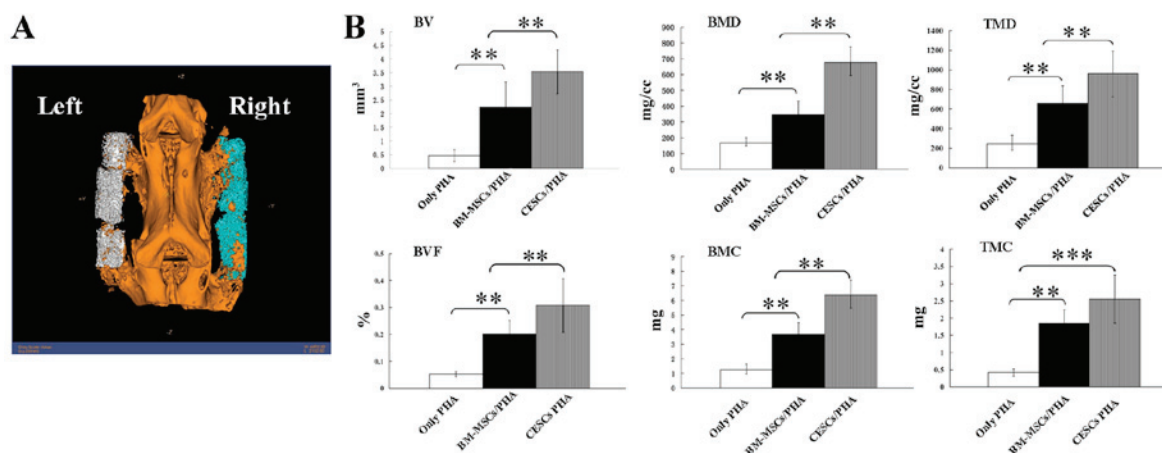 A
Left
Right
B
BV
mm³
5
3.5
2.5
1.5
0.5
**
**
Only PHA
BM-MSCs/PHA
CESCs/PHA
BMD
mg/cc
900
800
700
600
500
400
300
200
100
0
**
**
Only PHA
BM-MSCs/PHA
CESCs/PHA
TMD
mg/cc
1400
1200
1000
800
600
400
200
0
**
**
Only PHA
BM-MSCs/PHA
CESCs/PHA
BVF
%
0.6
0.5
0.4
0.3
0.2
0.1
0
**
**
Only PHA
BM-MSCs/PHA
CESCs PHA
BMC
mg
9
8
7
6
5
4
3
2
1
0
**
**
Only PHA
BM-MSCs/PHA
CESCs/PHA
TMC
mg
4
3.5
3
2.5
2
1.5
1
0.5
0
**
***
Only PHA
BM-MSCs/PHA
CESCs PHA